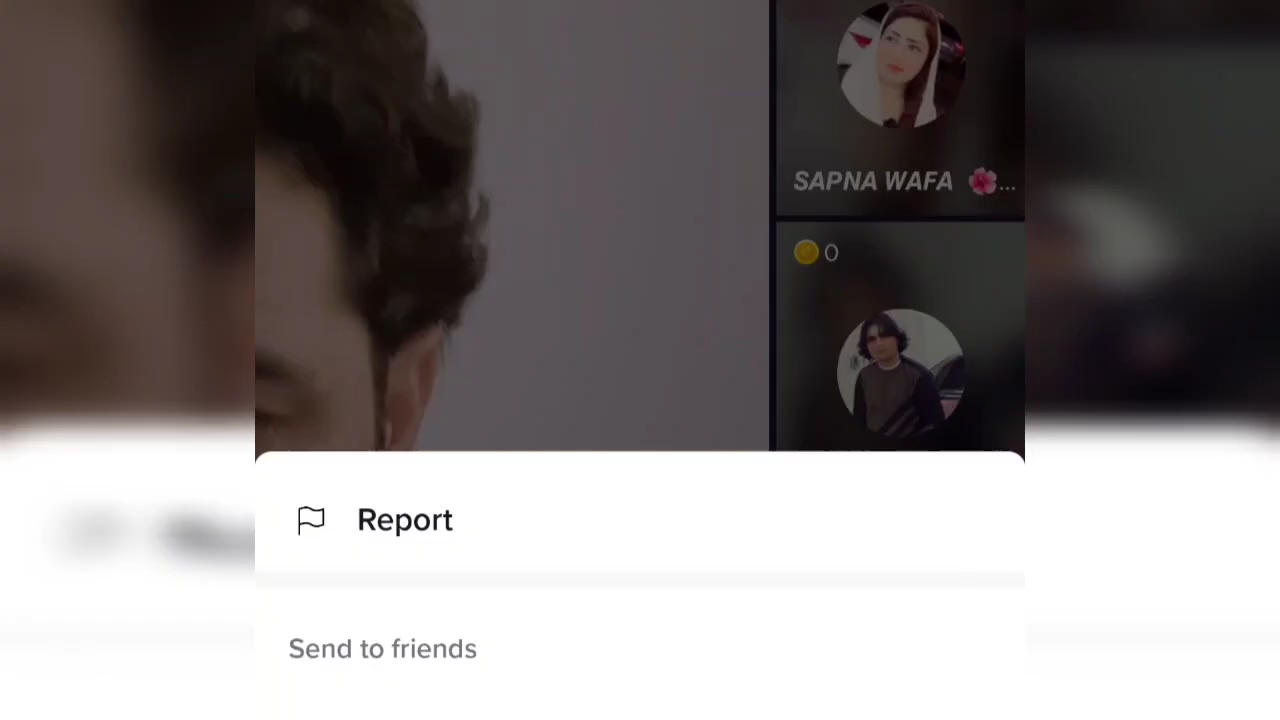 SAPNA WAFA 🌺...
0
Report
Send to friends